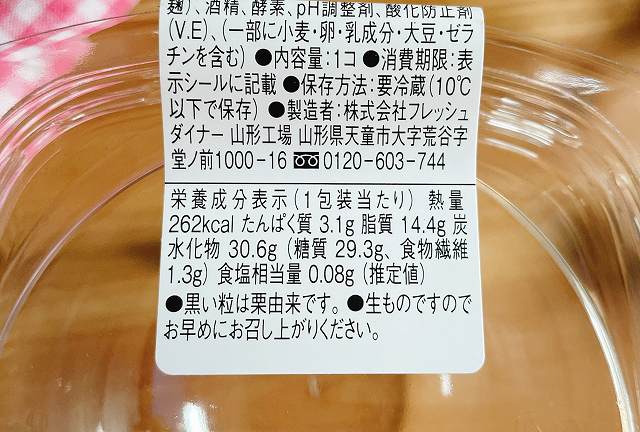 麹)、酒精、酵素、pH調整剤、酸化防止剤
(V.E)、(一部に小麦・卵・乳成分・大豆・ゼラ
チンを含む) ●内容量:1コ ●消費期限:表
示シールに記載 ●保存方法:要冷蔵(10℃
以下で保存) ●製造者:株式会社フレッシュ
ダイナー 山形工場 山形県天童市大字荒谷字
堂ノ前1000-16 0120-603-744
栄養成分表示(1包装当たり) 熱量
262kcal たんぱく質 3.1g 脂質 14.4g 炭
水化物 30.6g (糖質 29.3g、食物繊維
1.3g) 食塩相当量 0.08g (推定値)
●黒い粒は栗由来です。●生ものですので
お早めにお召し上がりください。